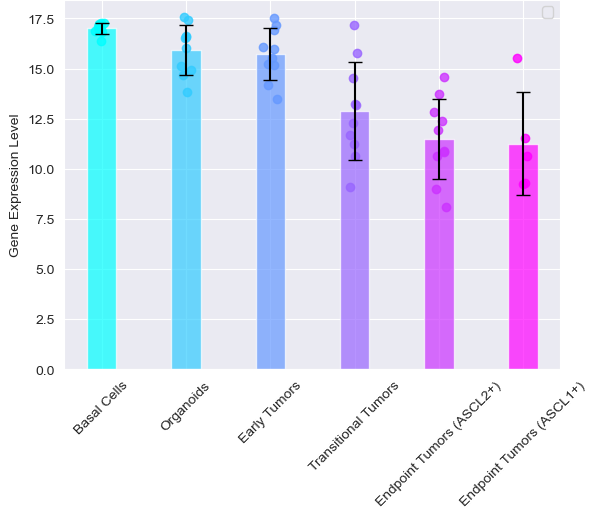 Gene Expression Level
17.5
15.0
12.5
10.0
7.5
5.0
2.5
0.0
Basal Cells
Organoids
Early Tumors
Transitional Tumors
Endpoint Tumors (ASCL2+)
Endpoint Tumors (ASCL1+)